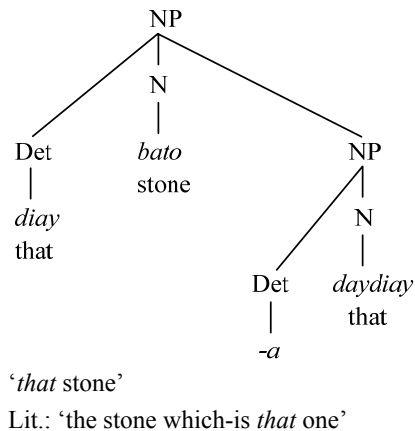 NP
N
Det bato NP
stone
diay N
that
Det daydiay
that
-a
‘that stone’
Lit.: ‘the stone which-is that one’